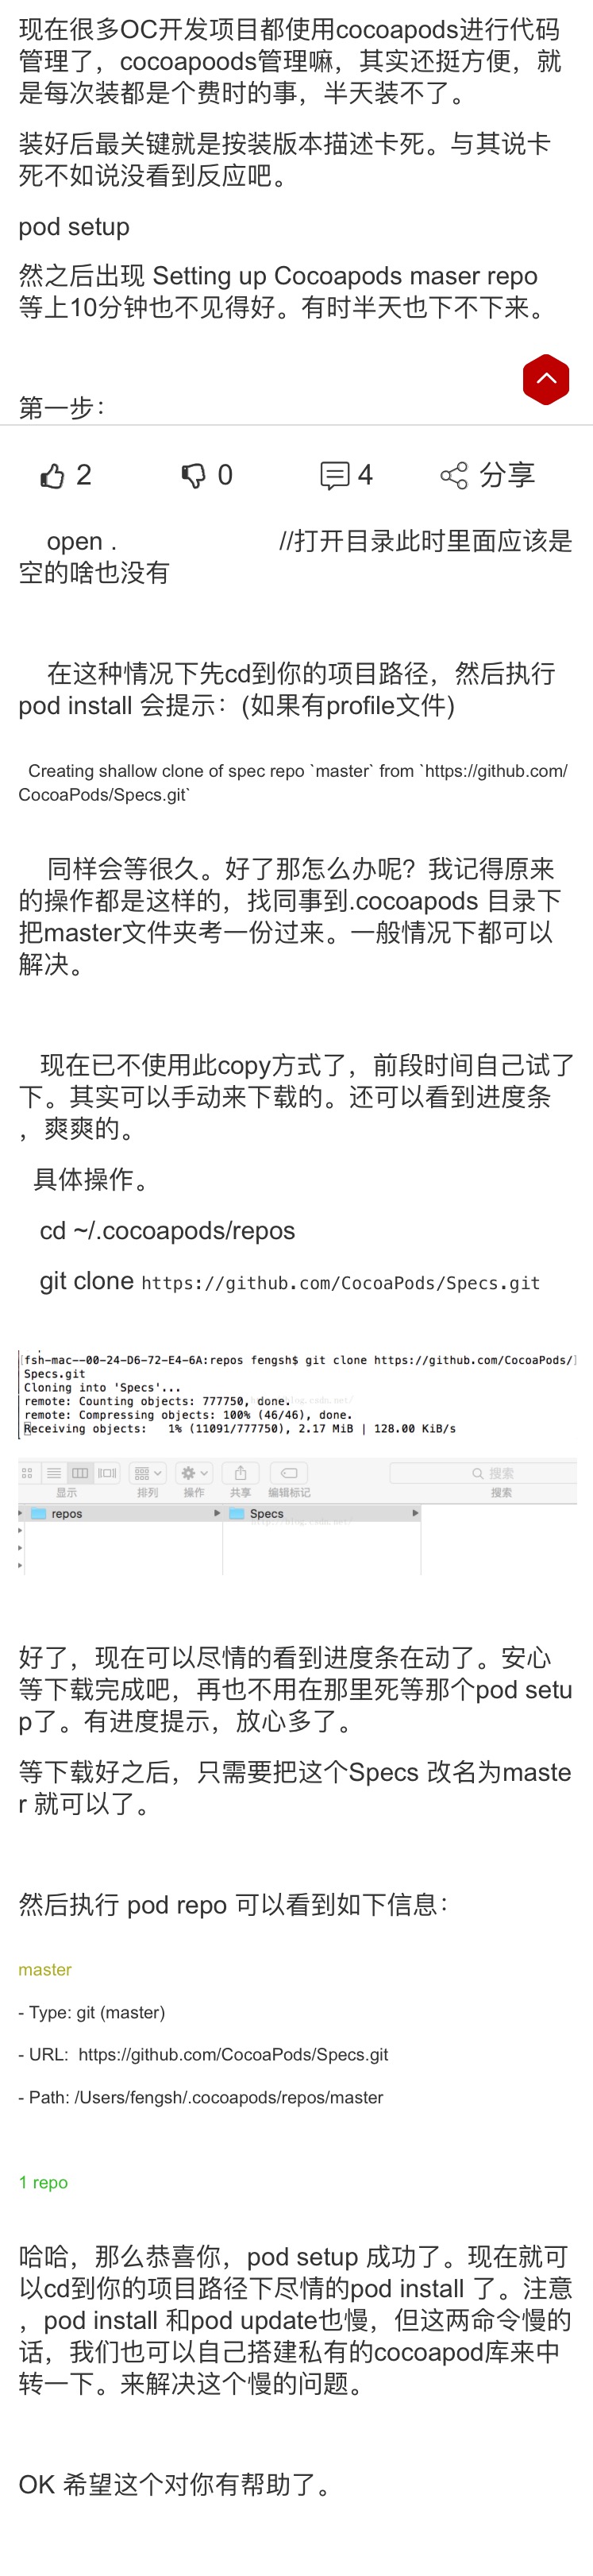 现在很多OC开发项目都使用cocoapods进行代码
管理了，cocoapoods管理嘛，其实还挺方便，就
是每次装都是个费时的事，半天装不了。
装好后最关键就是按装版本描述卡死。与其说卡
死不如说没看到反应吧。
pod setup
然之后出现 Setting up Cocoapods maser repo
等上10分钟也不见得好。有时半天也下不下来。
第一步：
2 0 4 分享
open . //打开目录此时里面应该是
空的啥也没有
在这种情况下先cd到你的项目路径，然后执行
pod install 会提示：(如果有profile文件)
Creating shallow clone of spec repo `master` from `https://github.com/
CocoaPods/Specs.git`
同样会等很久。好了那怎么办呢？我记得原来
的操作都是这样的，找同事到.cocoapods 目录下
把master文件夹考一份过来。一般情况下都可以
解决。
现在已不使用此copy方式了，前段时间自己试了
下。其实可以手动来下载的。还可以看到进度条
，爽爽的。
具体操作。
cd ~/.cocoapods/repos
git clone https://github.com/CocoaPods/Specs.git
[fsh-mac--00-24-D6-72-E4-6A:repos fengsh$ git clone https://github.com/CocoaPods/]
Specs.git
Cloning into 'Specs'...
remote: Counting objects: 777750, done.
remote: Compressing objects: 100% (46/46), done.
Receiving objects:   1% (11091/777750), 2.17 MiB | 128.00 KiB/s
搜索
显示 排列 操作 共享 编辑标记 搜索
repos Specs
好了，现在可以尽情的看到进度条在动了。安心
等下载完成吧，再也不用在那里死等那个pod setu
p了。有进度提示，放心多了。
等下载好之后，只需要把这个Specs 改名为maste
r 就可以了。
然后执行 pod repo 可以看到如下信息：
master
- Type: git (master)
- URL:  https://github.com/CocoaPods/Specs.git
- Path: /Users/fengsh/.cocoapods/repos/master
1 repo
哈哈，那么恭喜你，pod setup 成功了。现在就可
以cd到你的项目路径下尽情的pod install 了。注意
，pod install 和pod update也慢，但这两命令慢的
话，我们也可以自己搭建私有的cocoapod库来中
转一下。来解决这个慢的问题。
OK 希望这个对你有帮助了。